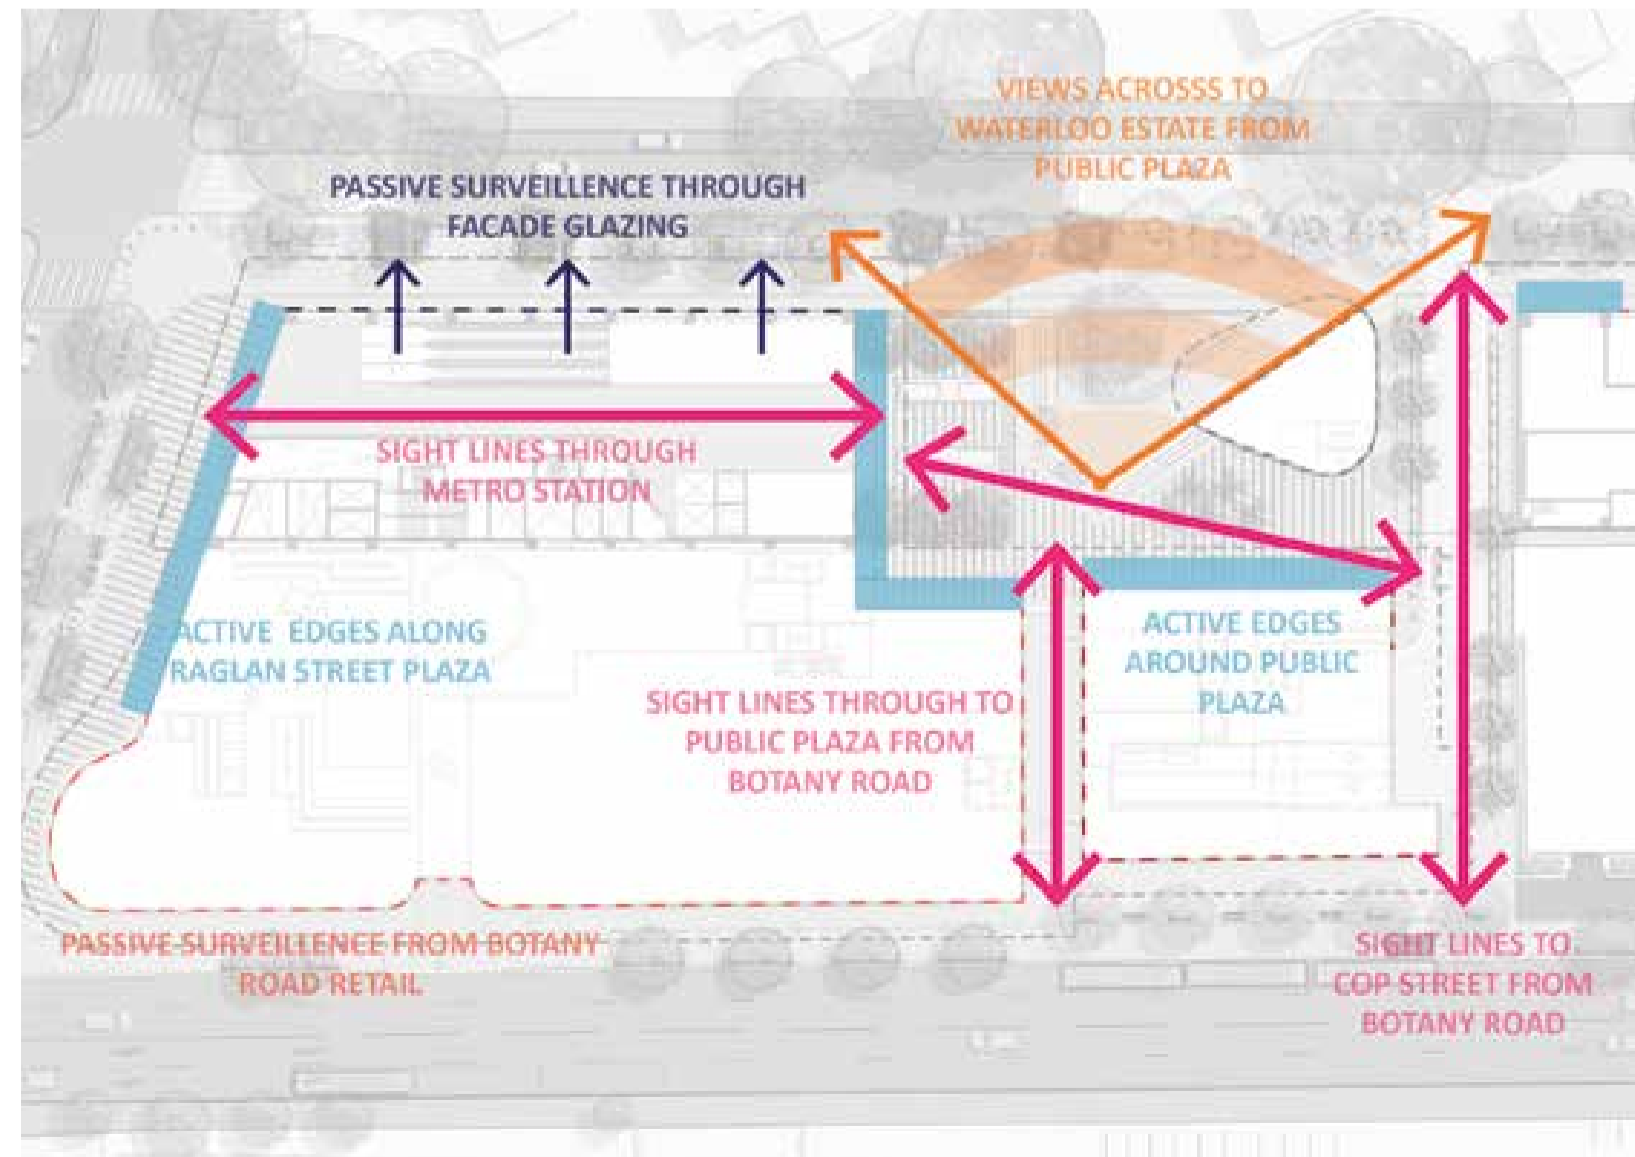 VIEWS ACROSSS TO
WATERLOO ESTATE FROM
PUBLIC PLAZA
PASSIVE SURVEILLENCE THROUGH
FACADE GLAZING
SIGHT LINES THROUGH
METRO STATION
ACTIVE EDGES ALONG
RAGLAN STREET PLAZA
ACTIVE EDGES
AROUND PUBLIC
PLAZA
SIGHT LINES THROUGH TO
PUBLIC PLAZA FROM
BOTANY ROAD
PASSIVE SURVEILLENCE FROM BOTANY
ROAD RETAIL
SIGHT LINES TO
COP STREET FROM
BOTANY ROAD